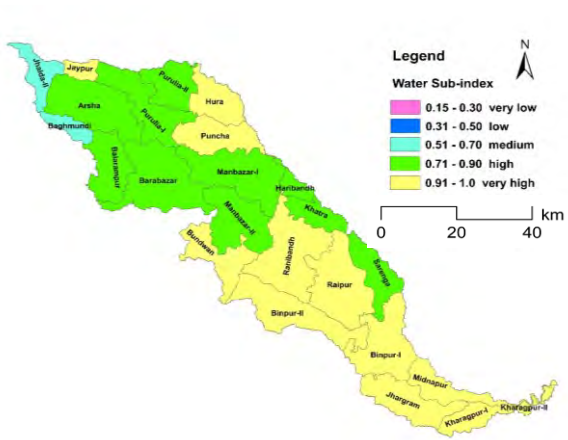 N
Legend
Water Sub-index
0.15 - 0.30 very low
0.31 - 0.50 low
0.51 - 0.70 medium
0.71 - 0.90 high
0.91 - 1.0 very high
0 20 40 km
Jhalda-II
Jaypur
Purulia-II
Arsha
Hura
Baghmundi
Purulia-I
Puncha
Balarampur
Barabazar
Manbazar-I
Haribandh
Khatra
Manbazar-II
Bundwan
Ranibandh
Sarenga
Raipur
Binpur-II
Binpur-I
Midnapur
Jhargram
Kharagpur-I
Kharagpur-II